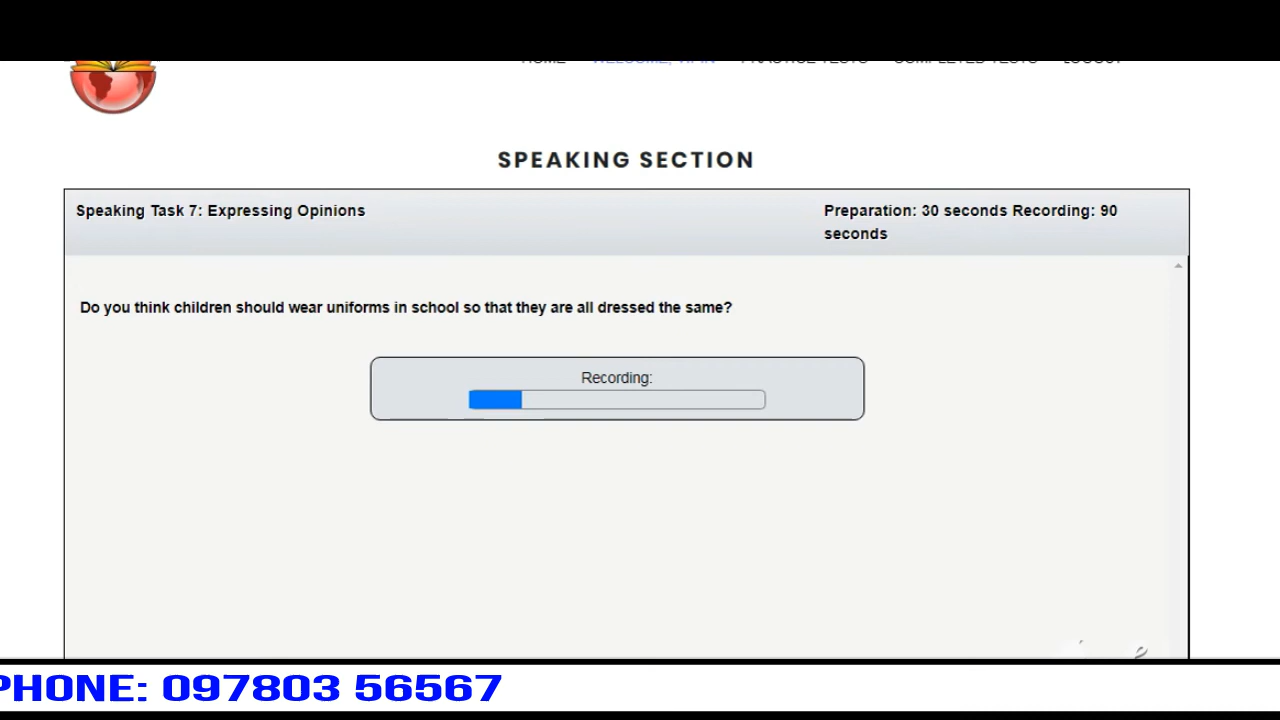 SPEAKING SECTION
Speaking Task 7: Expressing Opinions
Preparation: 30 seconds Recording: 90
seconds
Do you think children should wear uniforms in school so that they are all dressed the same?
Recording:
PHONE: 097803 56567